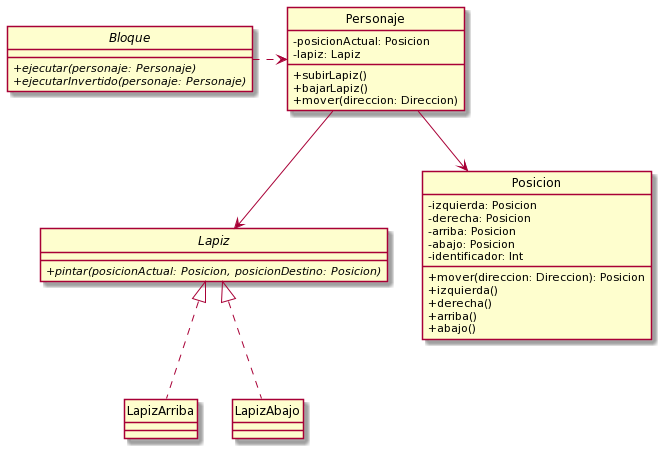 Bloque
+ejecutar(personaje: Personaje)
+ejecutarInvertido(personaje: Personaje)
Personaje
-posicionActual: Posicion
-lapiz: Lapiz
+subirLapiz()
+bajarLapiz()
+mover(direccion: Direccion)
Lapiz
+pintar(posicionActual: Posicion, posicionDestino: Posicion)
Posicion
-izquierda: Posicion
-derecha: Posicion
-arriba: Posicion
-abajo: Posicion
-identificador: Int
+mover(direccion: Direccion): Posicion
+izquierda()
+derecha()
+arriba()
+abajo()
LapizArriba
LapizAbajo